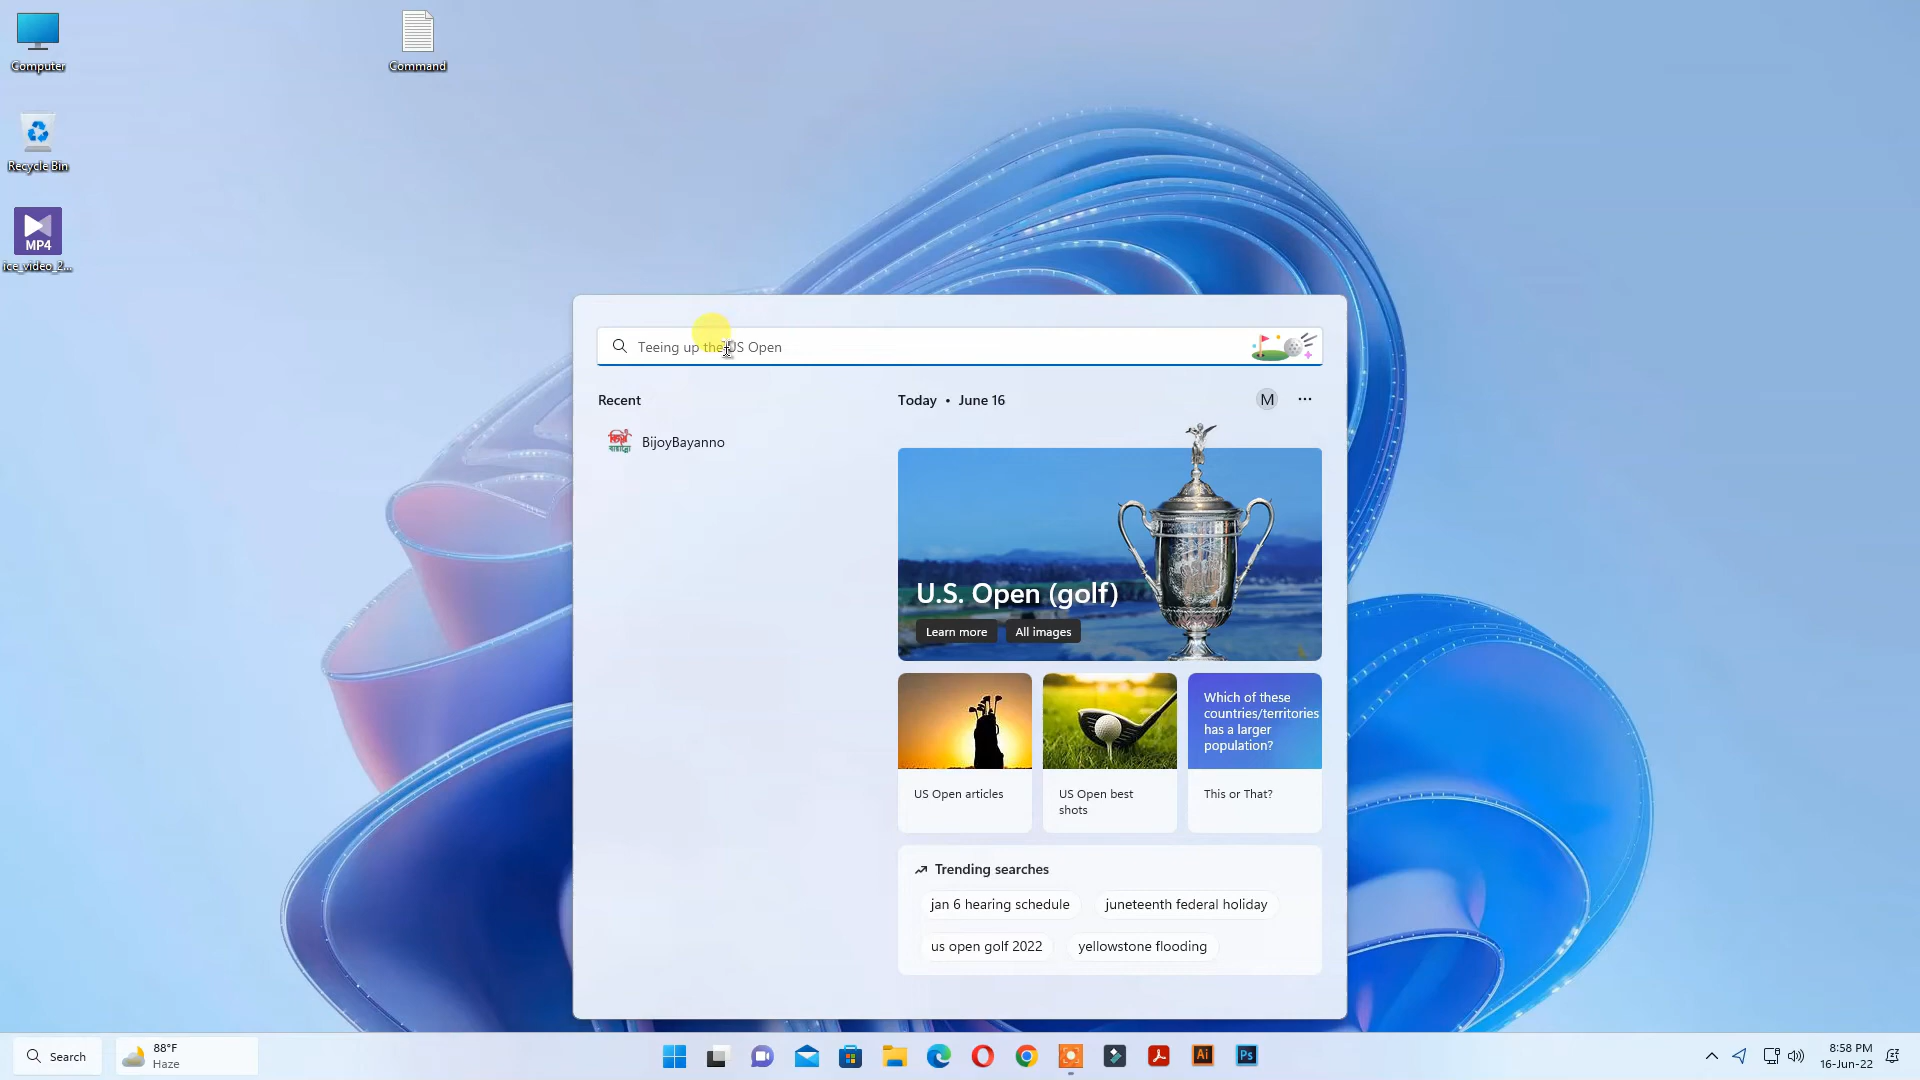 Computer
Command
Recycle Bin
MP4
ice_video_2...
Teeing up the US Open
Recent
BijoyBayanno
Today • June 16
M
U.S. Open (golf)
Learn more
All images
US Open articles
US Open best
shots
Which of these
countries/territories
has a larger
population?
This or That?
Trending searches
jan 6 hearing schedule
juneteenth federal holiday
us open golf 2022
yellowstone flooding
Search
88°F
Haze
Ai
Ps
8:58 PM
16-Jun-22